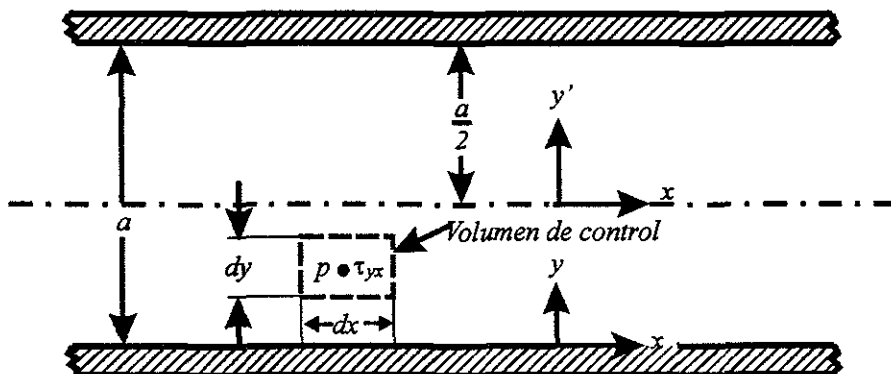 y'
a
2
x
a
Volumen de control
dy
p • τyx
y
dx
x